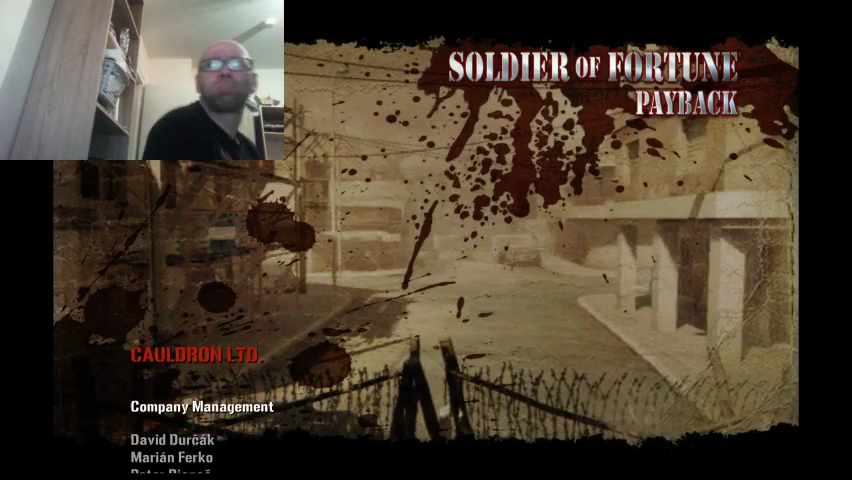 SOLDIER OF FORTUNE
PAYBACK
CAULDRON LTD.
Company Management
David Durčák
Marián Ferko